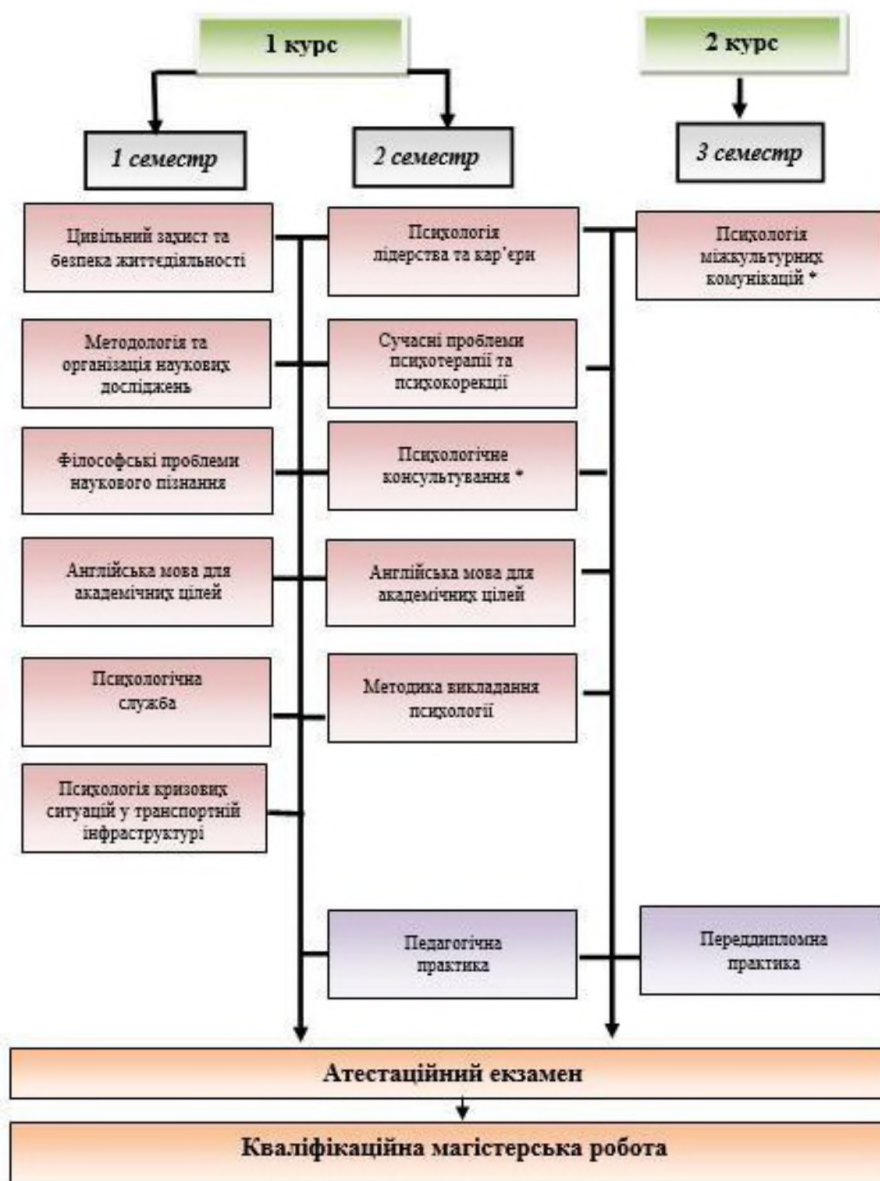 1 курс
2 курс
1 семестр
2 семестр
3 семестр
Цивільний захист та
безпека життєдіяльності
Психологія
лідерства та кар’єри
Психологія
міжкультурних
комунікацій *
Методологія та
організація наукових
досліджень
Сучасні проблеми
психотерапії та
психокорекції
Філософські проблеми
наукового пізнання
Психологічне
консультування *
Англійська мова для
академічних цілей
Англійська мова для
академічних цілей
Психологічна
служба
Методика викладання
психології
Психологія кризових
ситуацій у транспортній
інфраструктурі
Педагогічна
практика
Переддипломна
практика
Атестаційний екзамен
Кваліфікаційна магістерська робота